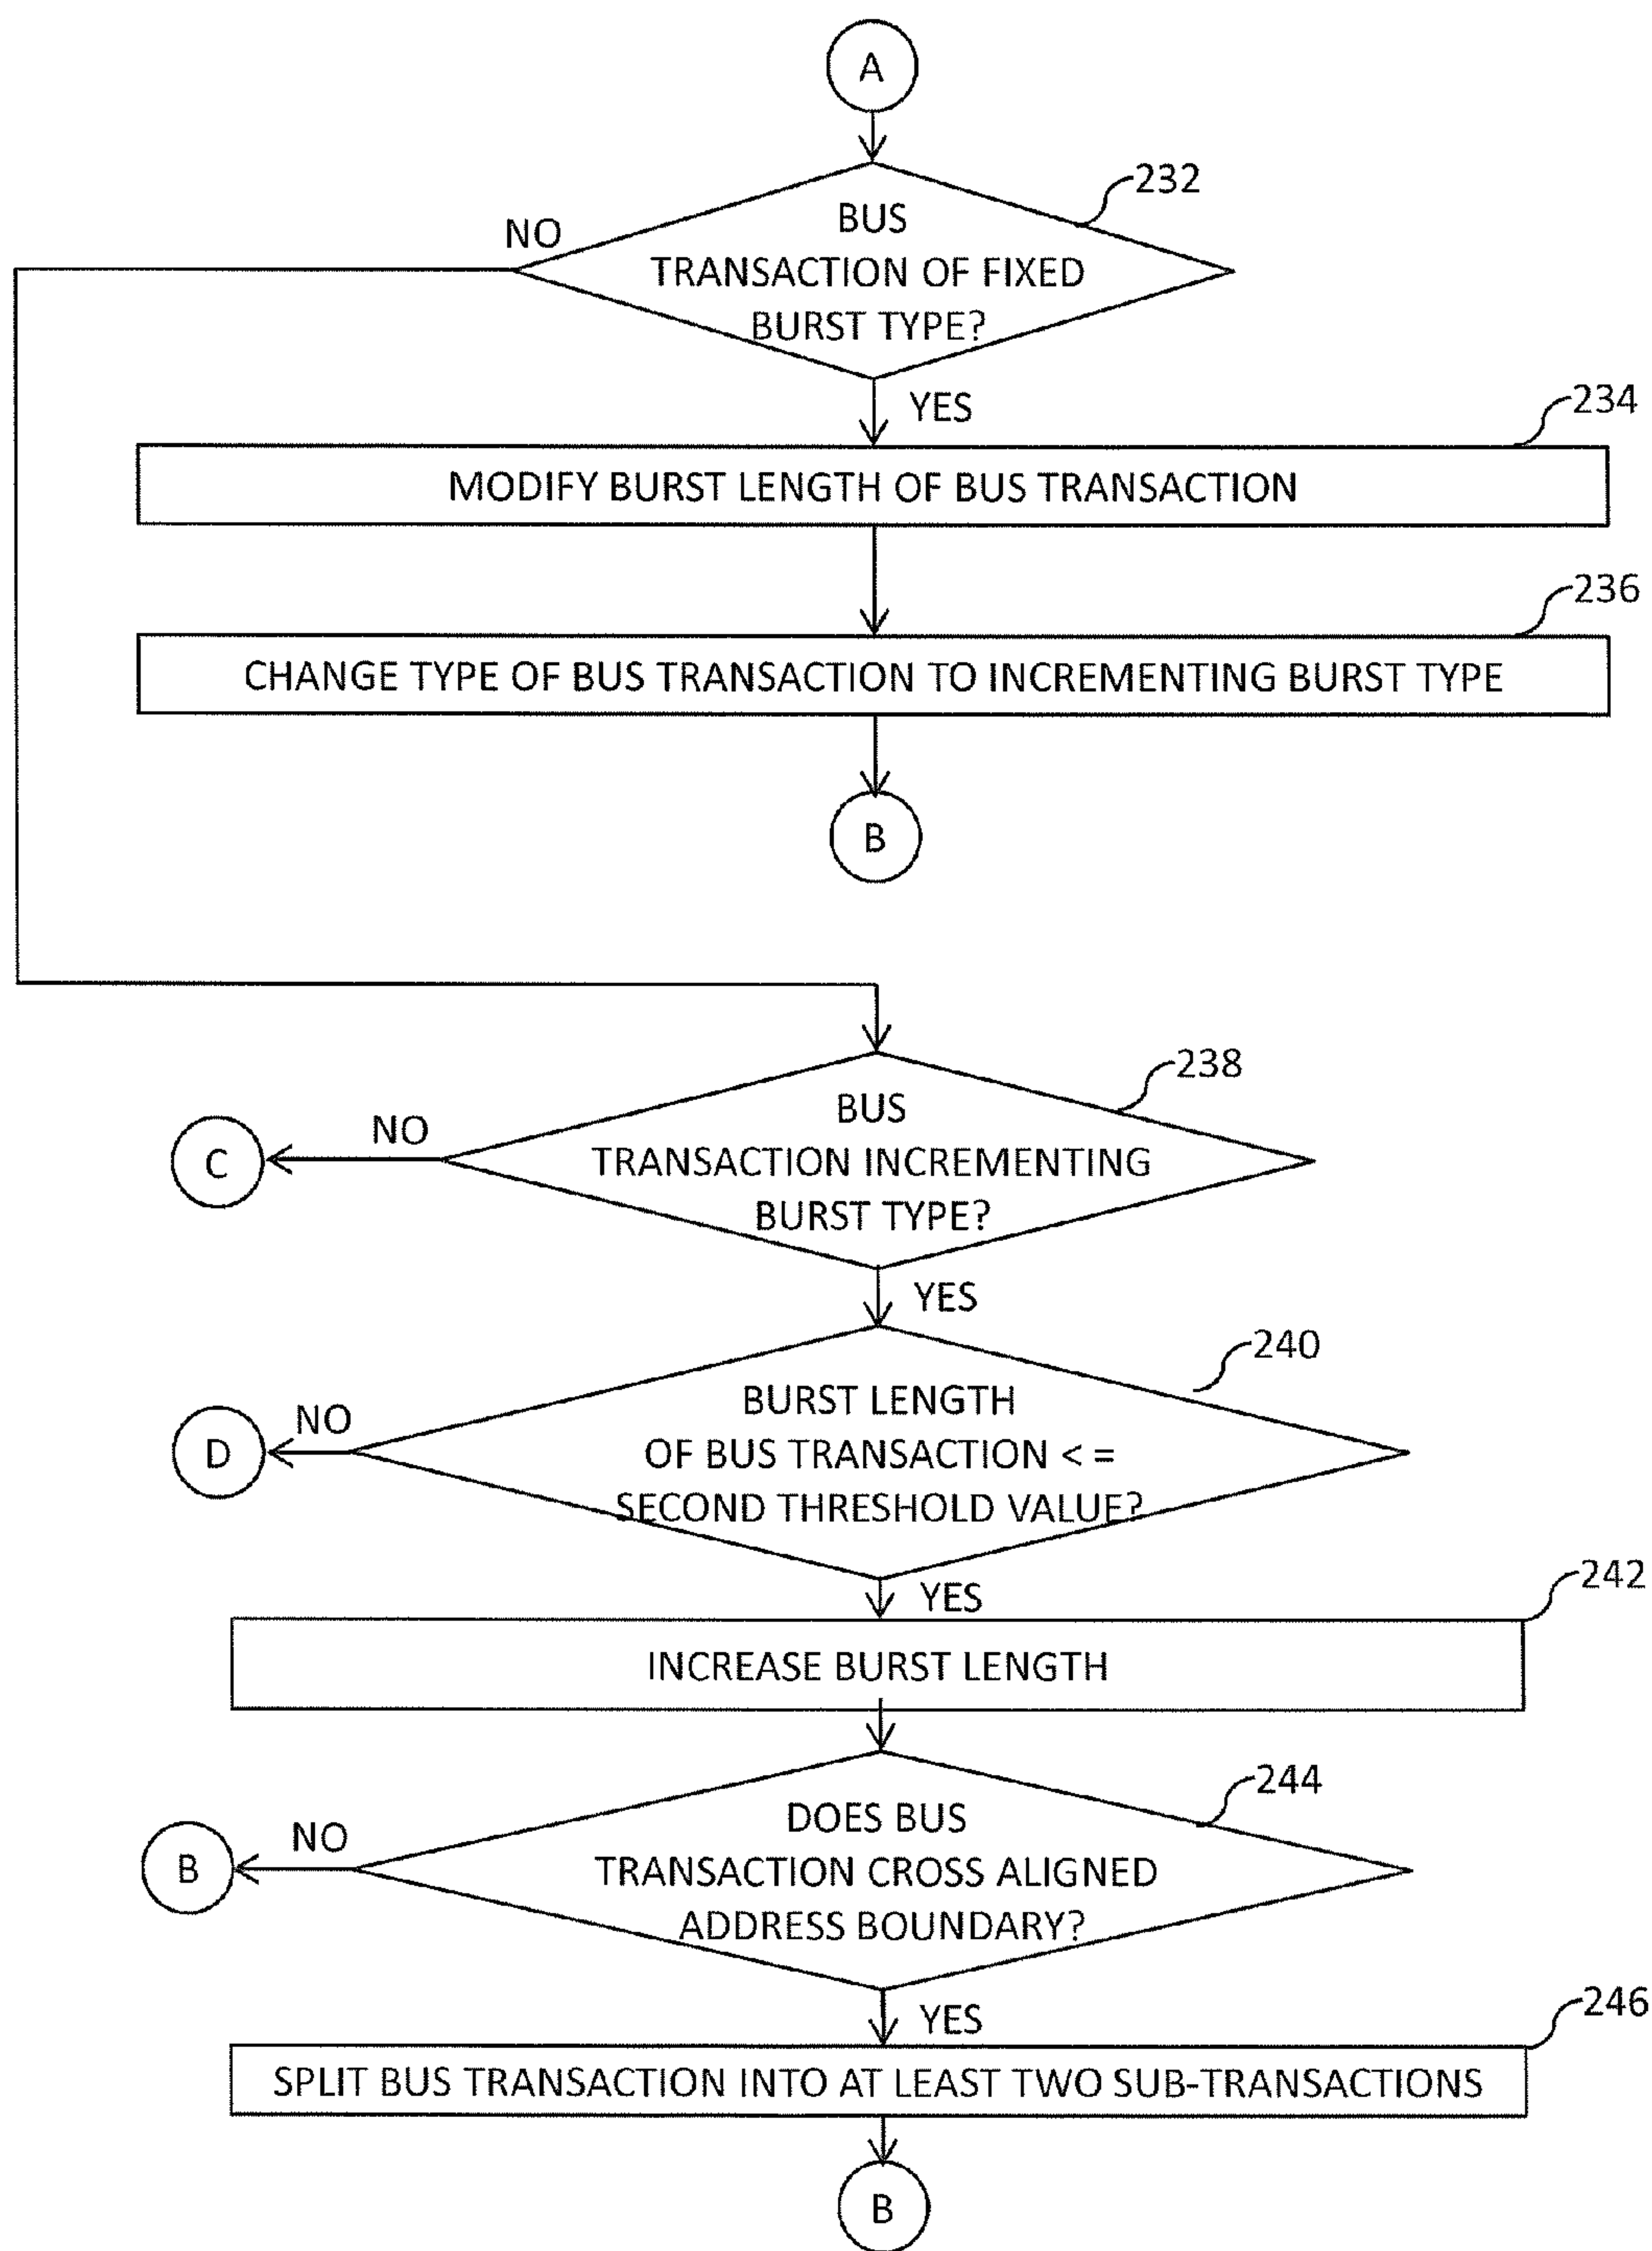 A
232
NO
BUS
TRANSACTION OF FIXED
BURST TYPE?
YES
234
MODIFY BURST LENGTH OF BUS TRANSACTION
236
CHANGE TYPE OF BUS TRANSACTION TO INCREMENTING BURST TYPE
B
238
NO
C
BUS
TRANSACTION INCREMENTING
BURST TYPE?
YES
240
NO
D
BURST LENGTH
OF BUS TRANSACTION < =
SECOND THRESHOLD VALUE?
YES
242
INCREASE BURST LENGTH
244
NO
B
DOES BUS
TRANSACTION CROSS ALIGNED
ADDRESS BOUNDARY?
YES
246
SPLIT BUS TRANSACTION INTO AT LEAST TWO SUB-TRANSACTIONS
B